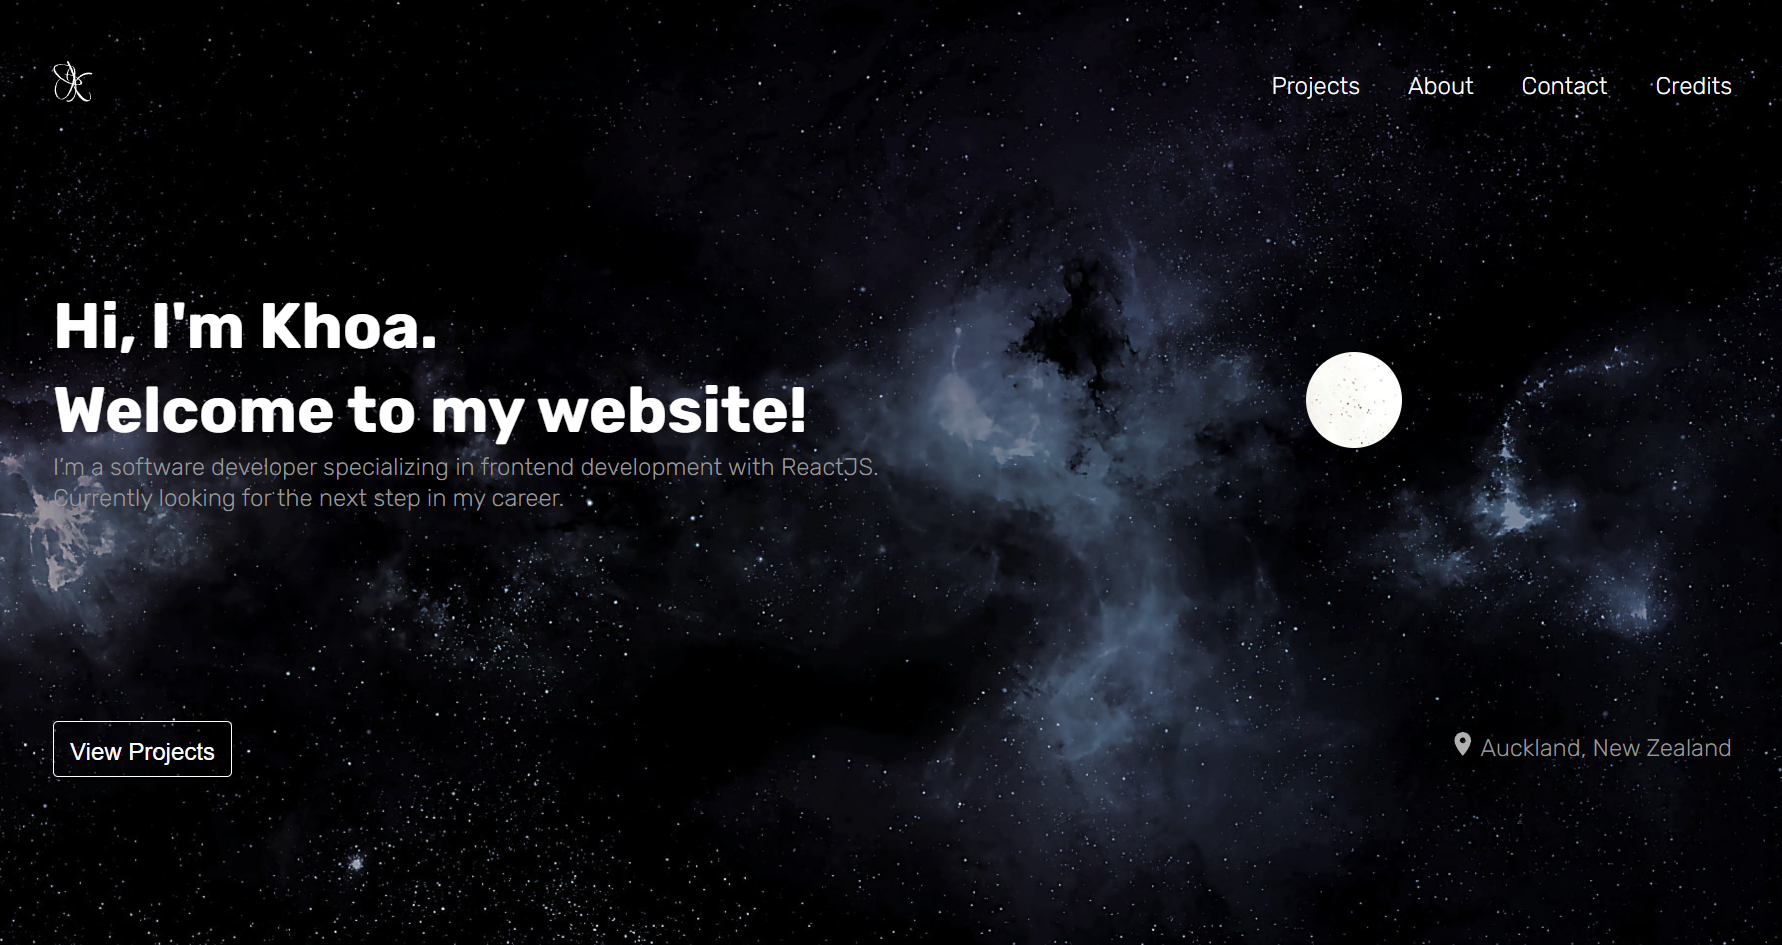 Projects About Contact Credits
Hi, I'm Khoa.
Welcome to my website!
I'm a software developer specializing in frontend development with ReactJS.
Currently looking for the next step in my career.
View Projects
Auckland, New Zealand